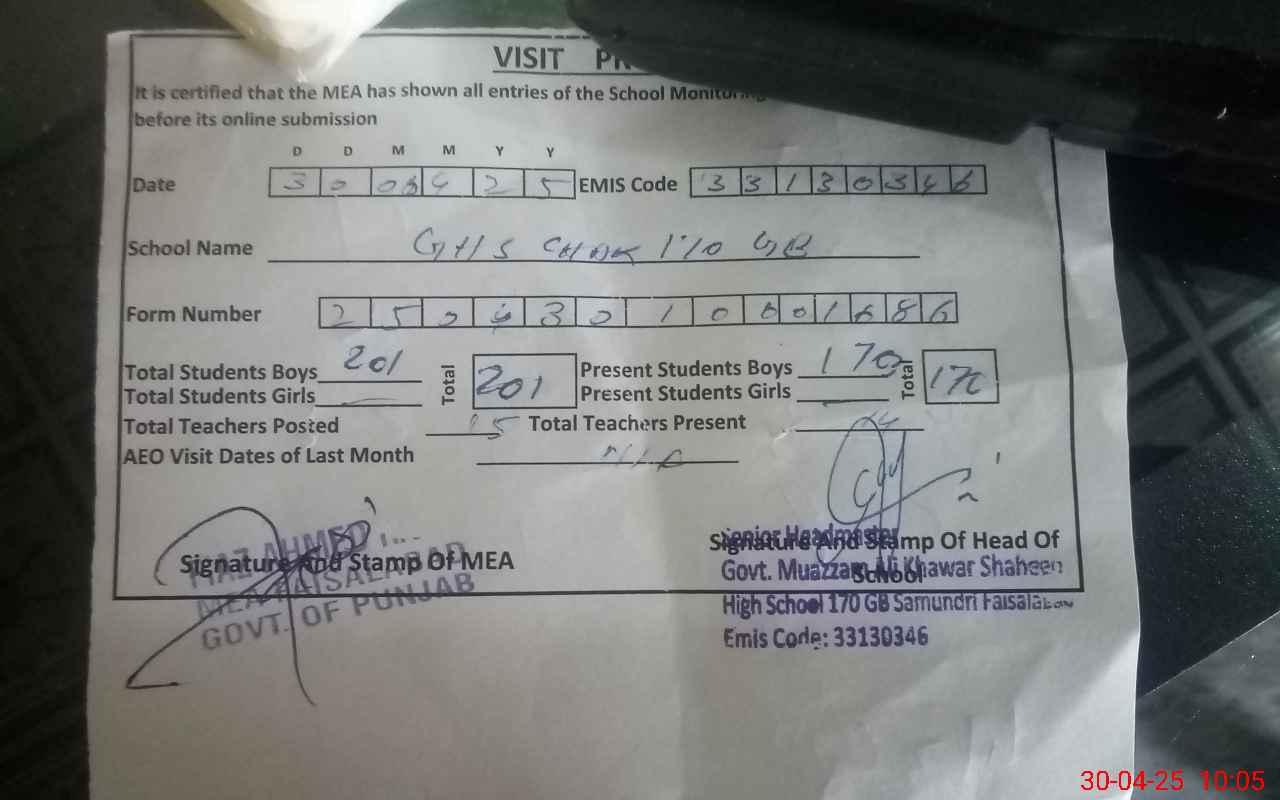 VISIT
It is certified that the MEA has shown all entries of the School Monitoring
before its online submission
D D M M Y Y
Date 3 0 0 4 2 5 EMIS Code 3 3 1 3 0 3 4 6
School Name GHS CHAK 170 GB
Form Number 2 5 0 4 3 0 1 0 0 0 1 6 8 6
Total Students Boys 201 Total 201 Present Students Boys 170 Total 170
Total Students Girls Present Students Girls
Total Teachers Posted 15 Total Teachers Present
AEO Visit Dates of Last Month
Signature And Stamp Of MEA
AHMED
MEA FAISALABAD
GOVT. OF PUNJAB
Signature And Stamp Of Head Of
School
Senior Headmaster
Govt. Muazzam Ali Khawar Shaheen
High School 170 GB Samundri Faisalabad
Emis Code: 33130346
30-04-25 10:05